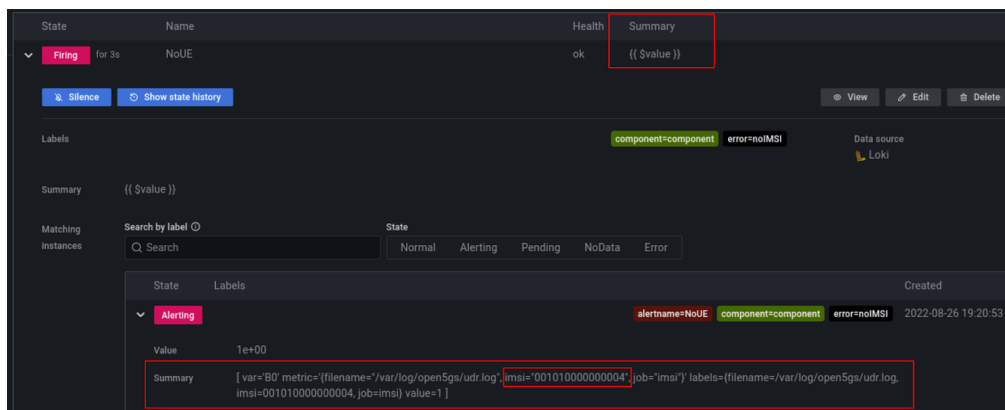 State Name Health Summary
Firing for 3s NoUE ok {{ $value }}
Silence Show state history View Edit Delete
Labels component=component error=noIMSI Data source
Loki
Summary {{ $value }}
Matching Search by label State
instances Search Normal Alerting Pending NoData Error
State Labels Created
Alerting alertname=NoUE component=component error=noIMSI 2022-08-26 19:20:53
Value 1e+00
Summary [ var='B0' metric='{filename="/var/log/open5gs/udr.log", imsi="001010000000004", job="imsi"}' labels={filename=/var/log/open5gs/udr.log,
imsi=001010000000004, job=imsi} value=1 ]